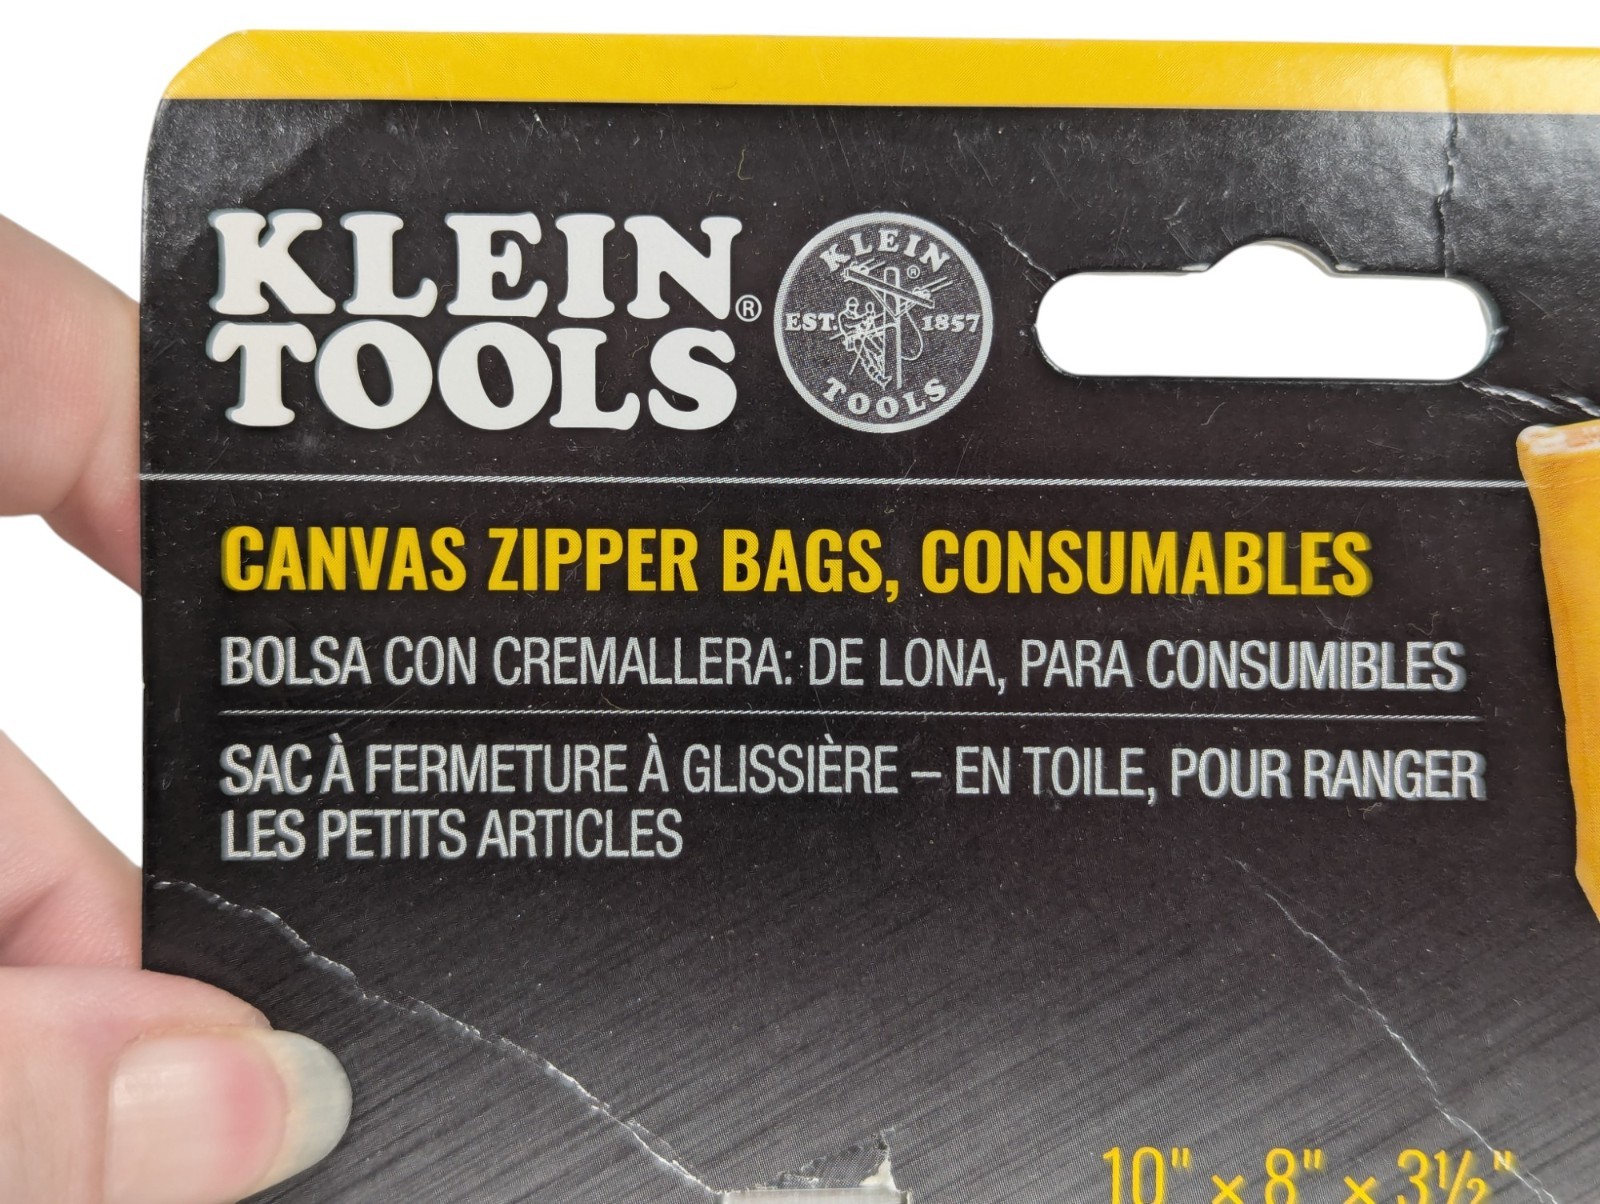 KLEIN
TOOLS®
KLEIN
®
EST. 1857
TOOLS
CANVAS ZIPPER BAGS, CONSUMABLES
BOLSA CON CREMALLERA: DE LONA, PARA CONSUMIBLES
SAC À FERMETURE À GLISSIÈRE – EN TOILE, POUR RANGER
LES PETITS ARTICLES
10" × 8" × 3½"